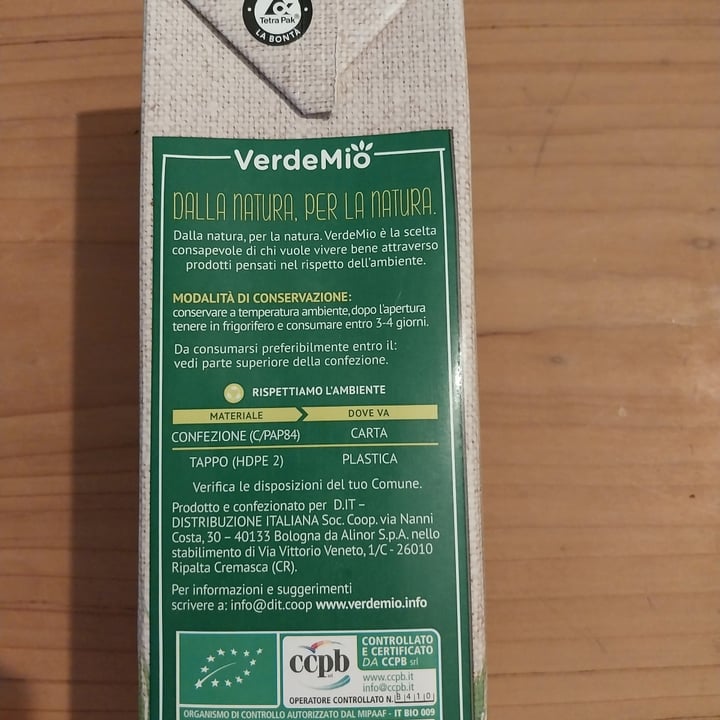 Tetra Pak®
LA BONTÀ
VerdeMio
DALLA NATURA, PER LA NATURA.
Dalla natura, per la natura. VerdeMio è la scelta
consapevole di chi vuole vivere bene attraverso
prodotti pensati nel rispetto dell'ambiente.
MODALITÀ DI CONSERVAZIONE:
conservare a temperatura ambiente, dopo l'apertura
tenere in frigorifero e consumare entro 3-4 giorni.
Da consumarsi preferibilmente entro il:
vedi parte superiore della confezione.
RISPETTIAMO L'AMBIENTE
MATERIALE DOVE VA
CONFEZIONE (C/PAP84) CARTA
TAPPO (HDPE 2) PLASTICA
Verifica le disposizioni del tuo Comune.
Prodotto e confezionato per D.IT –
DISTRIBUZIONE ITALIANA Soc. Coop. via Nanni
Costa, 30 – 40133 Bologna da Alinor S.p.A. nello
stabilimento di Via Vittorio Veneto, 1/C - 26010
Ripalta Cremasca (CR).
Per informazioni e suggerimenti
scrivere a: info@dit.coop www.verdemio.info
ccpb srl
CONTROLLATO
E CERTIFICATO
DA CCPB srl
www.ccpb.it
info@ccpb.it
OPERATORE CONTROLLATO N. B410
ORGANISMO DI CONTROLLO AUTORIZZATO DAL MIPAAF - IT BIO 009